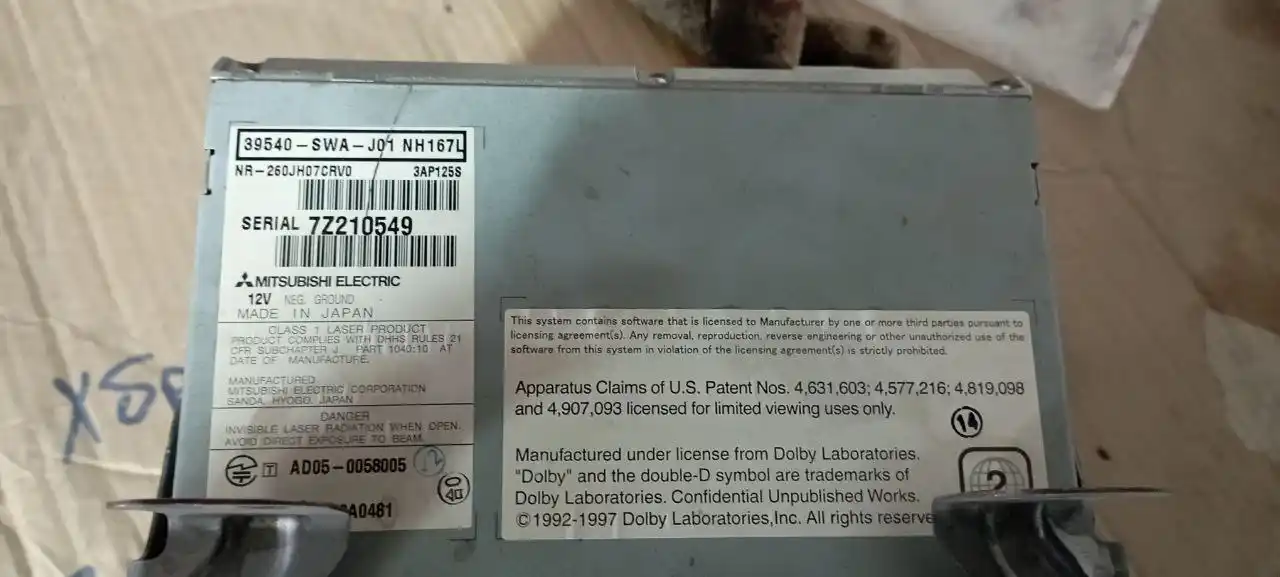 39540-SWA-J01 NH167L
NR-260JH07CRV0 3AP125S
SERIAL 7Z210549
MITSUBISHI ELECTRIC
12V NEG. GROUND
MADE IN JAPAN
CLASS 1 LASER PRODUCT
PRODUCT COMPLIES WITH DHHS RULES 21
CFR SUBCHAPTER J PART 1040:10 AT
DATE OF MANUFACTURE.
MANUFACTURED
MITSUBISHI ELECTRIC CORPORATION
SANDA, HYOGO, JAPAN
DANGER
INVISIBLE LASER RADIATION WHEN OPEN.
AVOID DIRECT EXPOSURE TO BEAM.
T AD05-0058005
A0481
This system contains software that is licensed to Manufacturer by one or more third parties pursuant to
licensing agreement(s). Any removal, reproduction, reverse engineering or other unauthorized use of the
software from this system in violation of the licensing agreement(s) is strictly prohibited.
Apparatus Claims of U.S. Patent Nos. 4,631,603; 4,577,216; 4,819,098
and 4,907,093 licensed for limited viewing uses only.
14
Manufactured under license from Dolby Laboratories.
"Dolby" and the double-D symbol are trademarks of
Dolby Laboratories. Confidential Unpublished Works.
©1992-1997 Dolby Laboratories,Inc. All rights reserve
2